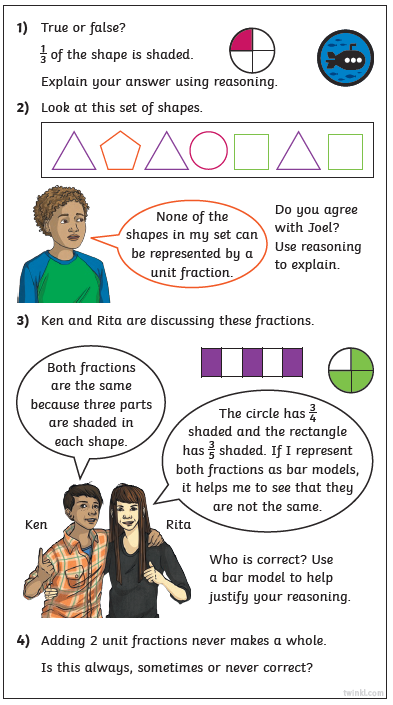 1) True or false?
1/3 of the shape is shaded.
Explain your answer using reasoning.
2) Look at this set of shapes.
None of the
shapes in my set can
be represented by a
unit fraction.
Do you agree
with Joel?
Use reasoning
to explain.
3) Ken and Rita are discussing these fractions.
Both fractions
are the same
because three parts
are shaded in
each shape.
The circle has 3/4
shaded and the rectangle
has 3/5 shaded. If I represent
both fractions as bar models,
it helps me to see that they
are not the same.
Ken
Rita
Who is correct? Use
a bar model to help
justify your reasoning.
4) Adding 2 unit fractions never makes a whole.
Is this always, sometimes or never correct?
twinkl.com